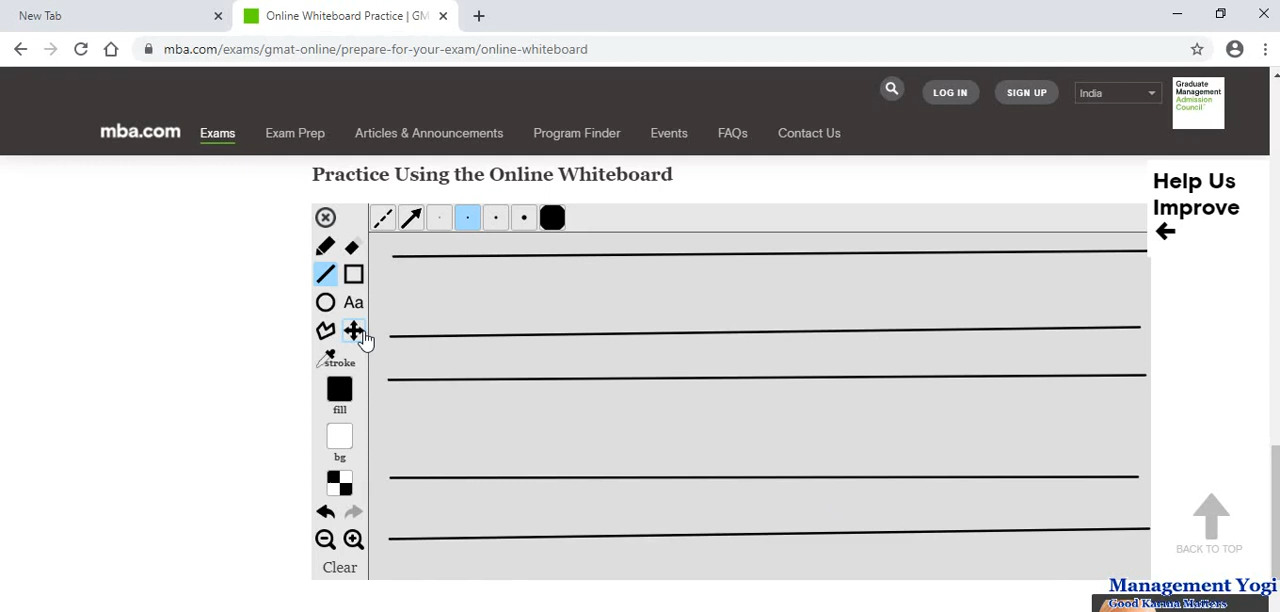 New Tab
Online Whiteboard Practice | GM
mba.com/exams/gmat-online/prepare-for-your-exam/online-whiteboard
LOG IN
SIGN UP
India
Graduate
Management
Admission
Council
mba.com
Exams
Exam Prep
Articles & Announcements
Program Finder
Events
FAQs
Contact Us
Practice Using the Online Whiteboard
Help Us
Improve
Aa
stroke
fill
bg
Clear
BACK TO TOP
Management Yogi
Good Karma Matters